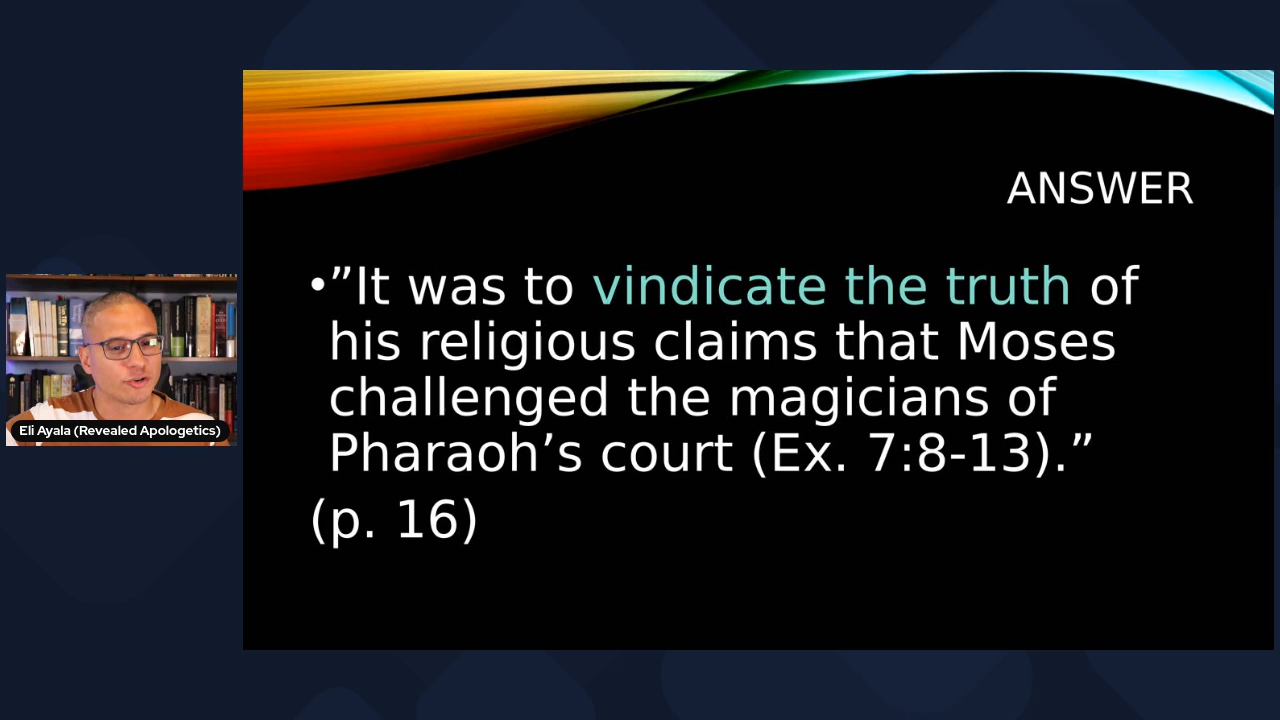 ANSWER
•”It was to vindicate the truth of
his religious claims that Moses
challenged the magicians of
Pharaoh’s court (Ex. 7:8-13).”
(p. 16)
Eli Ayala (Revealed Apologetics)